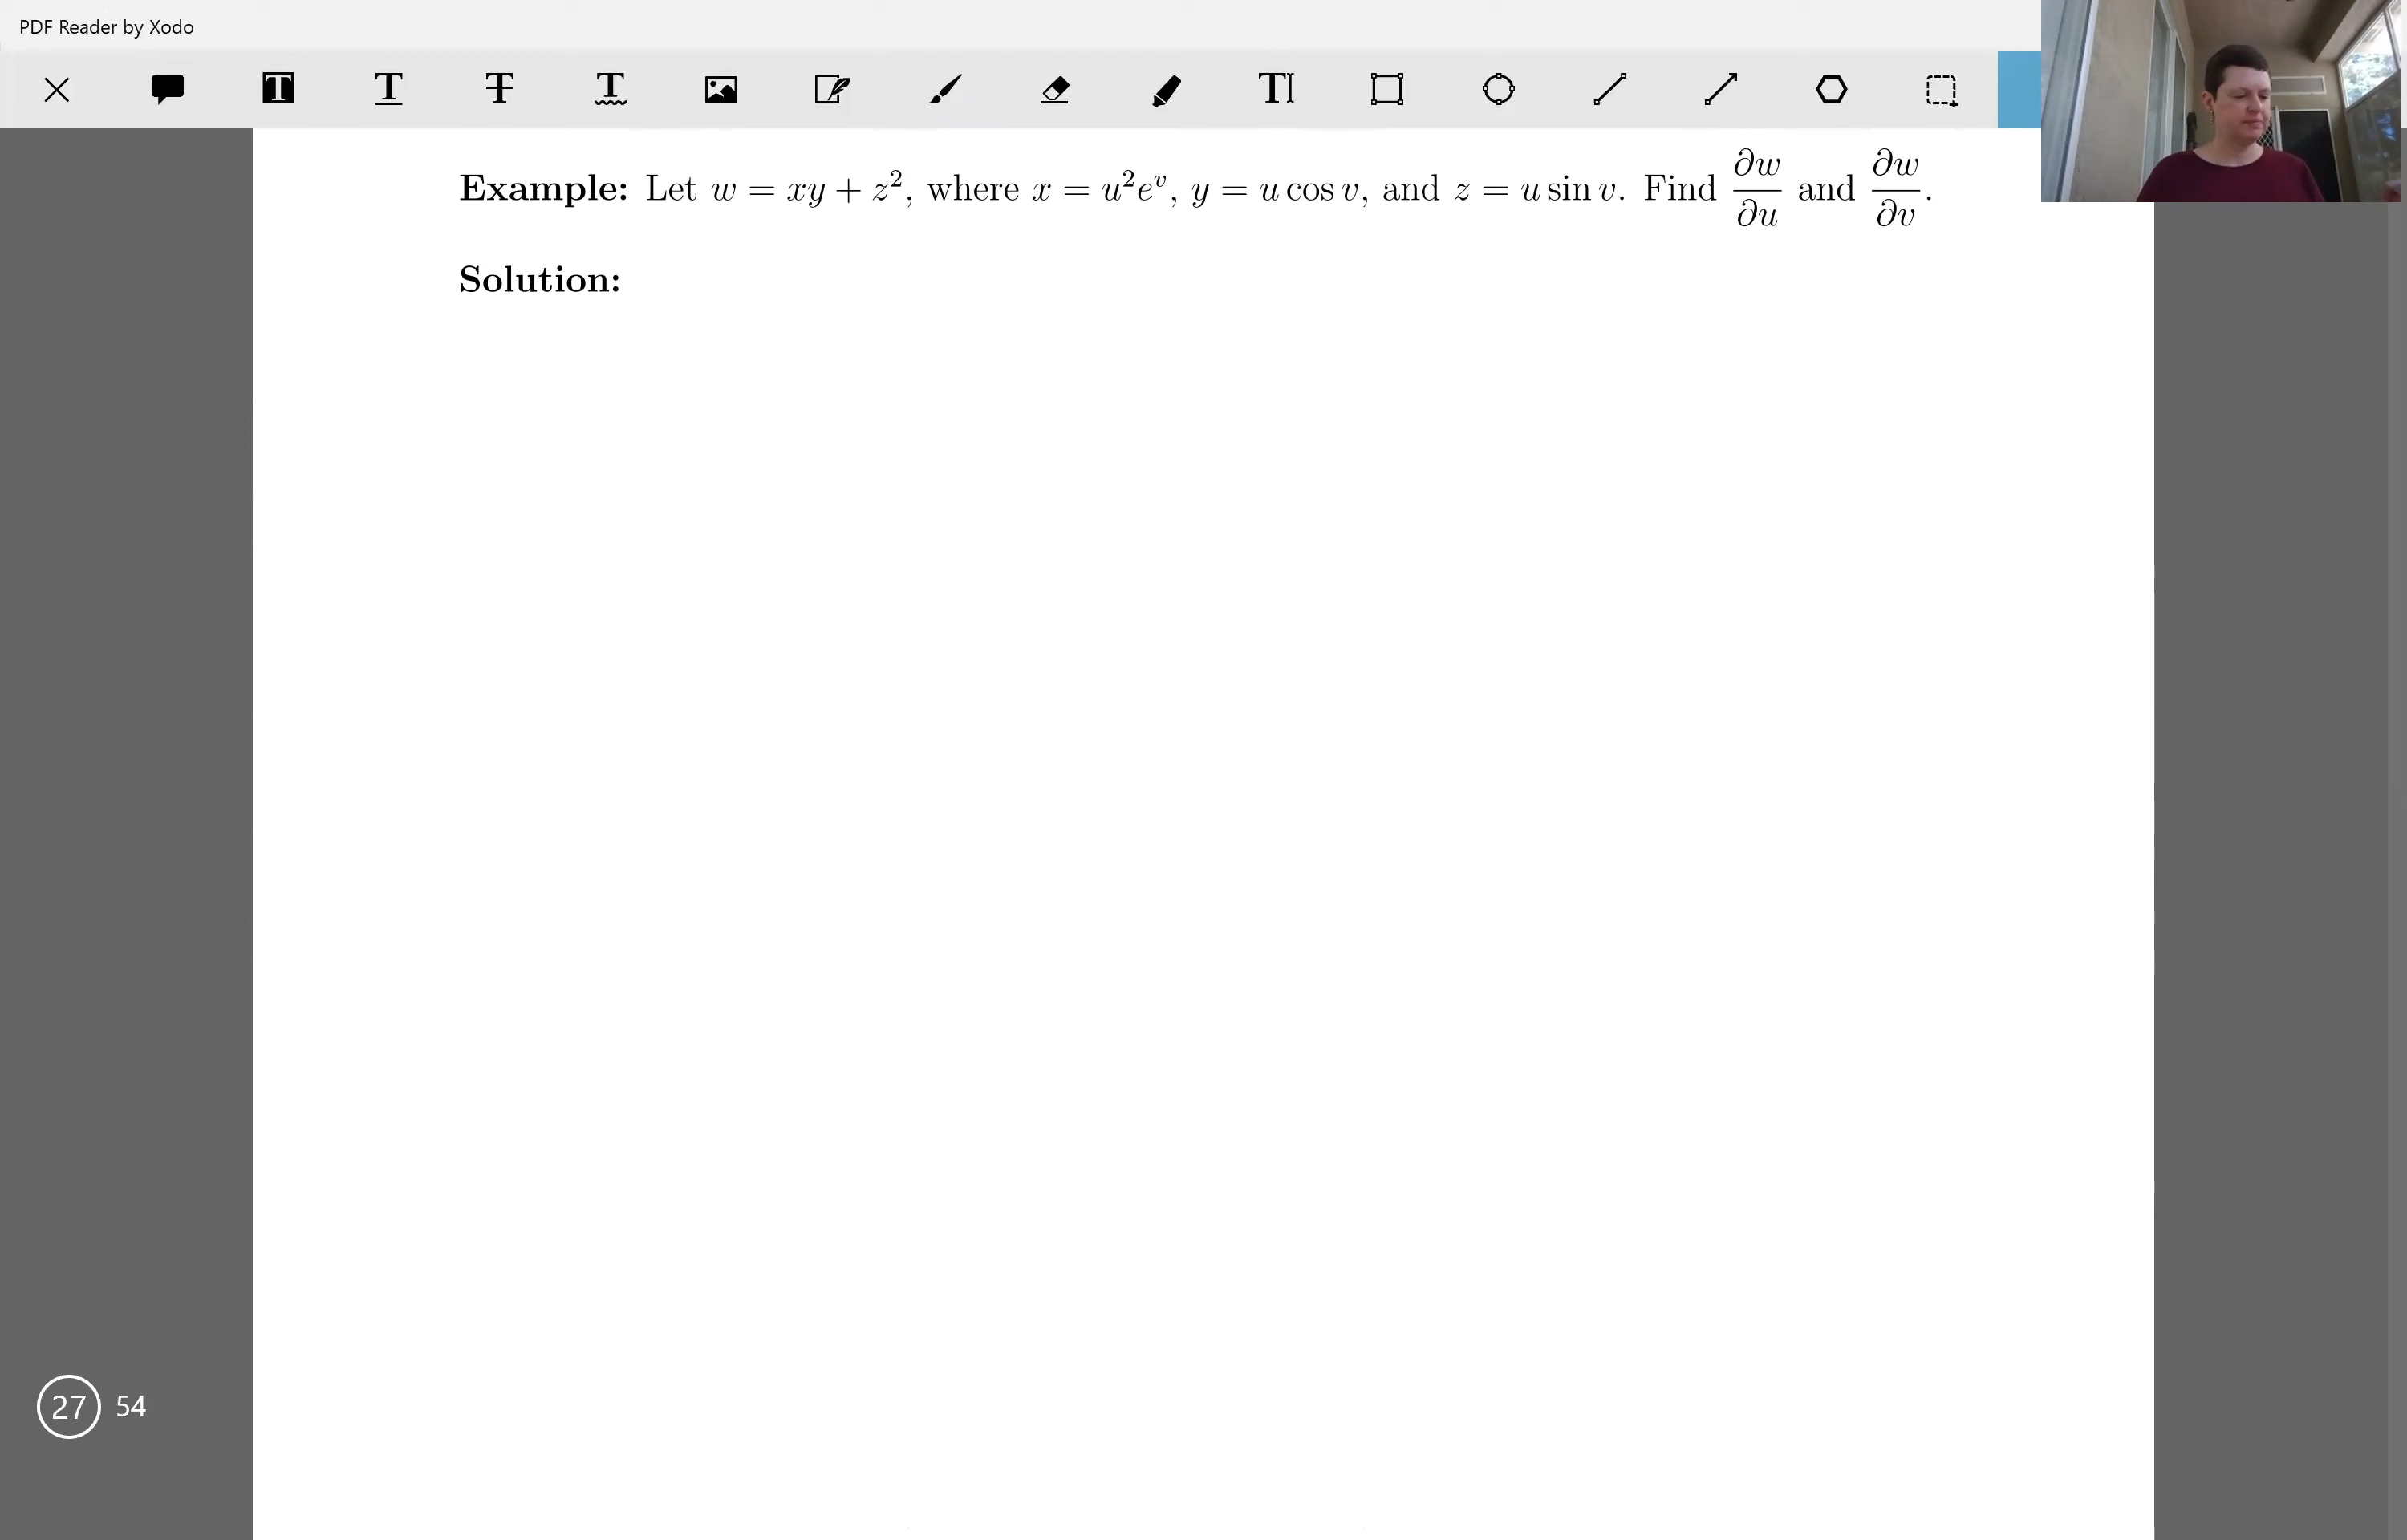 PDF Reader by Xodo
T T T T TI
Example: Let w = xy + z², where x = u²eᵛ, y = u cos v, and z = u sin v. Find ∂w/∂u and ∂w/∂v.
Solution:
27 54